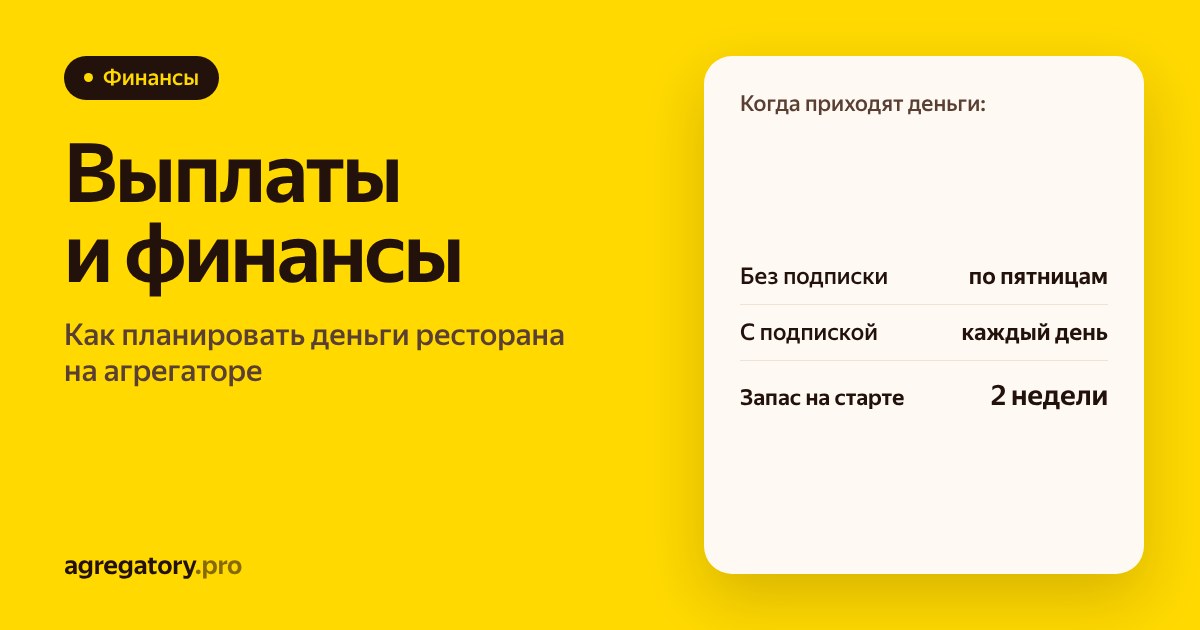 Финансы
Выплаты
и финансы
Как планировать деньги ресторана
на агрегаторе
agregatory.pro
Когда приходят деньги:
Без подписки по пятницам
С подпиской каждый день
Запас на старте 2 недели